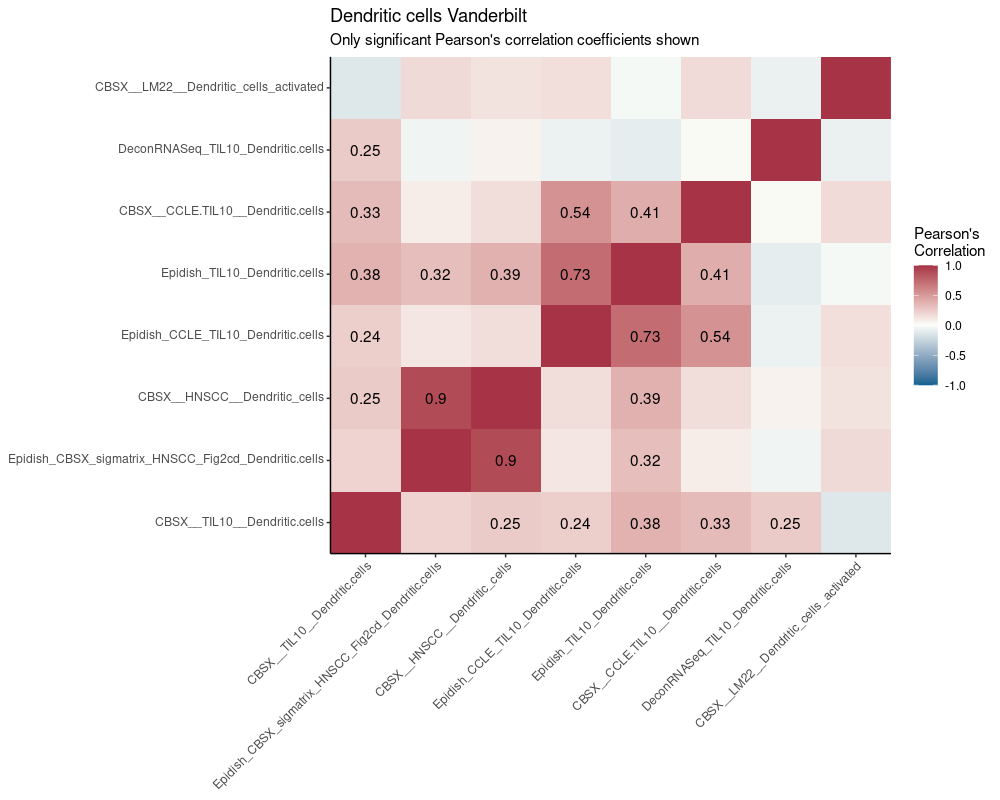 Dendritic cells Vanderbilt
Only significant Pearson's correlation coefficients shown
CBSX__LM22__Dendritic_cells_activated
DeconRNASeq_TIL10_Dendritic.cells
0.25
CBSX__CCLE.TIL10__Dendritic.cells
0.33 0.54 0.41
Epidish_TIL10_Dendritic.cells
0.38 0.32 0.39 0.73 0.41
Epidish_CCLE_TIL10_Dendritic.cells
0.24 0.73 0.54
CBSX__HNSCC__Dendritic_cells
0.25 0.9 0.39
Epidish_CBSX_sigmatrix_HNSCC_Fig2cd_Dendritic.cells
0.9 0.32
CBSX__TIL10__Dendritic.cells
0.25 0.24 0.38 0.33 0.25
CBSX__TIL10__Dendritic.cells
Epidish_CBSX_sigmatrix_HNSCC_Fig2cd_Dendritic.cells
CBSX__HNSCC__Dendritic_cells
Epidish_CCLE_TIL10_Dendritic.cells
Epidish_TIL10_Dendritic.cells
CBSX__CCLE.TIL10__Dendritic.cells
DeconRNASeq_TIL10_Dendritic.cells
CBSX__LM22__Dendritic_cells_activated
Pearson's
Correlation
1.0
0.5
0.0
-0.5
-1.0